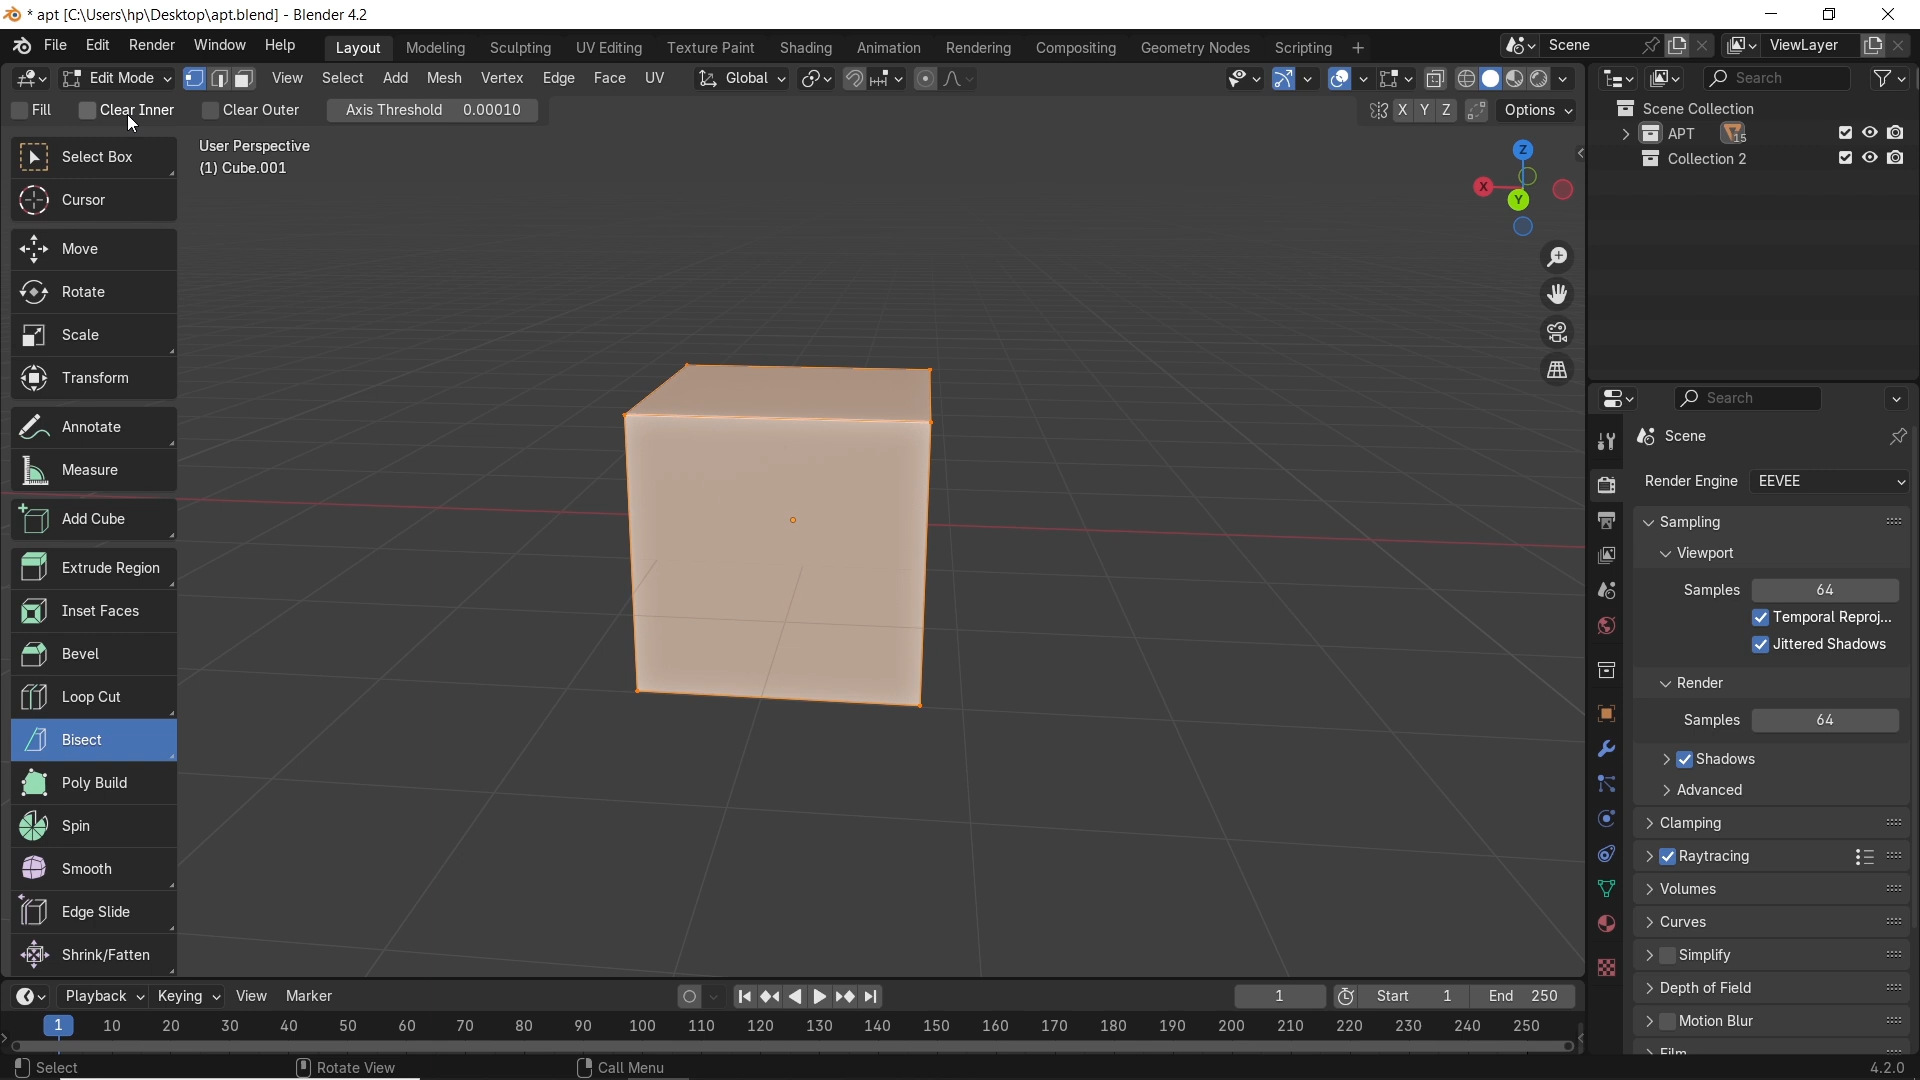 * apt [C:\Users\hp\Desktop\apt.blend] - Blender 4.2
File Edit Render Window Help Layout Modeling Sculpting UV Editing Texture Paint Shading Animation Rendering Compositing Geometry Nodes Scripting + Scene ViewLayer
Edit Mode View Select Add Mesh Vertex Edge Face UV Global Search
Fill Clear Inner Clear Outer Axis Threshold 0.00010 X Y Z Options
Scene Collection
APT 15
Collection 2
User Perspective
(1) Cube.001
Z
X
Y
Select Box
Cursor
Move
Rotate
Scale
Transform
Annotate
Measure
Add Cube
Extrude Region
Inset Faces
Bevel
Loop Cut
Bisect
Poly Build
Spin
Smooth
Edge Slide
Shrink/Fatten
Search
Scene
Render Engine EEVEE
Sampling
Viewport
Samples 64
Temporal Reproj...
Jittered Shadows
Render
Samples 64
Shadows
Advanced
Clamping
Raytracing
Volumes
Curves
Simplify
Depth of Field
Motion Blur
Film
Playback Keying View Marker 1 Start 1 End 250
1 10 20 30 40 50 60 70 80 90 100 110 120 130 140 150 160 170 180 190 200 210 220 230 240 250
Select Rotate View Call Menu 4.2.0